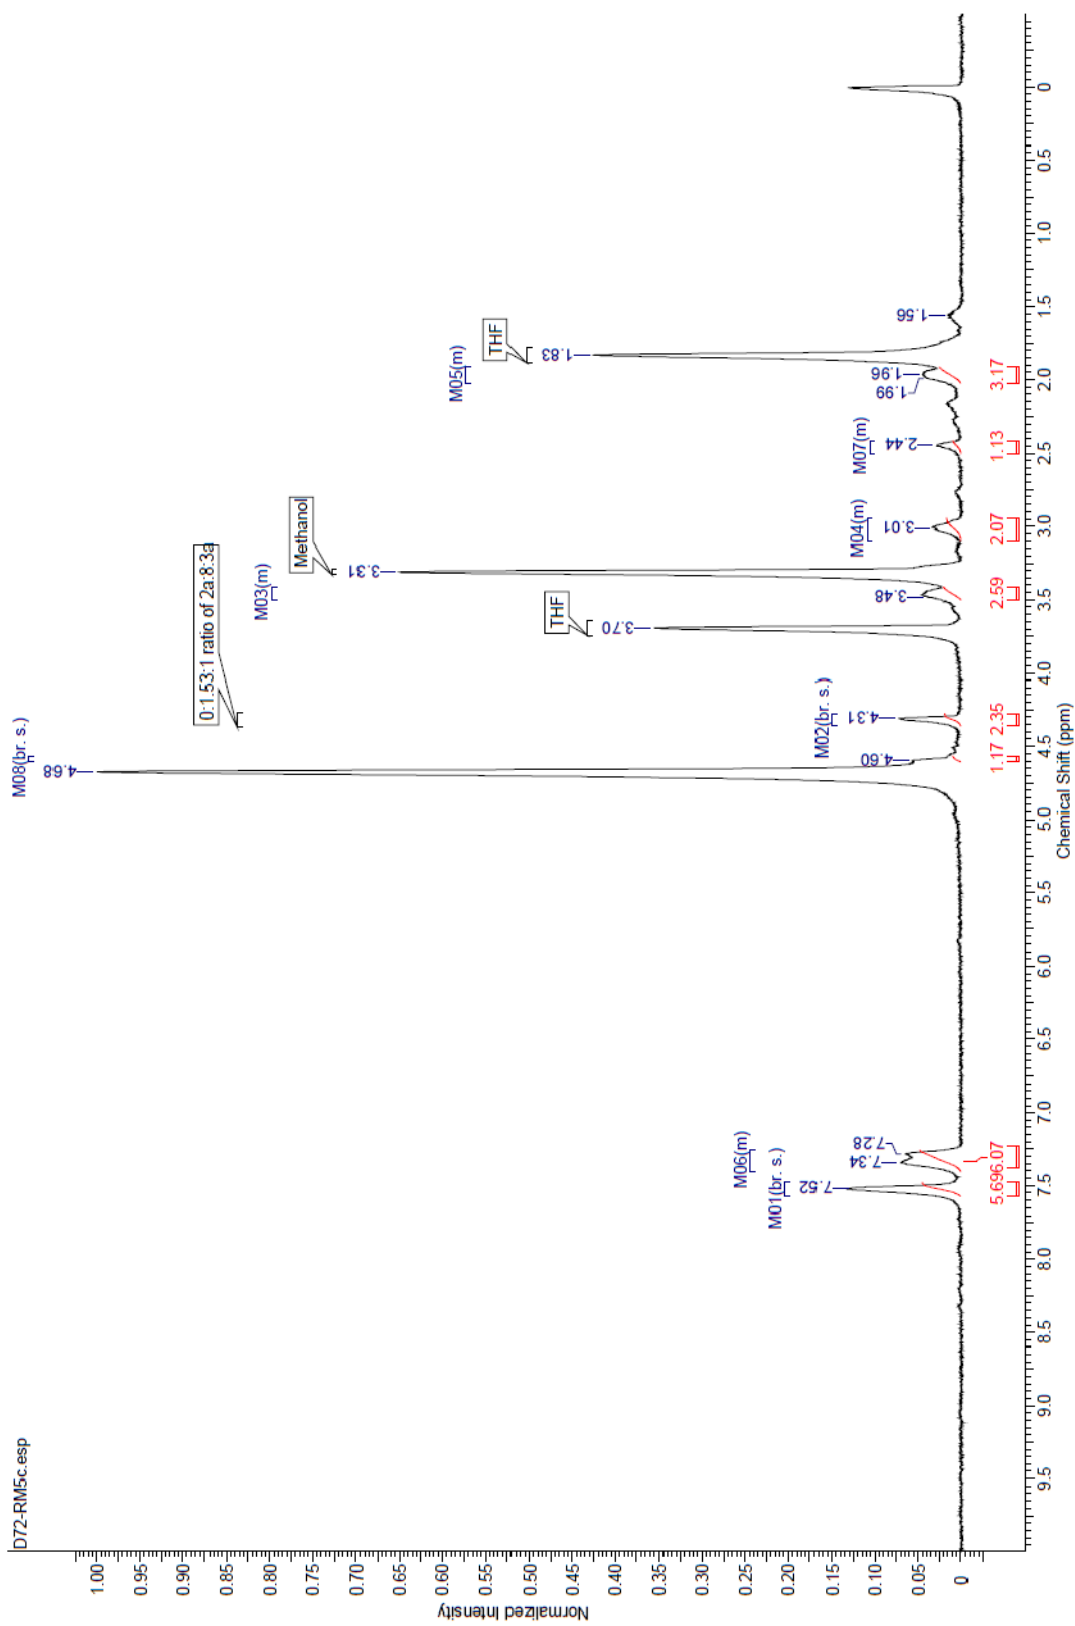 D72-RM5c.esp
M08(br. s.)
4.68
0:1.53:1 ratio of 2a:8:3a
M03(m)
Methanol
3.31
THF
3.70
M05(m)
THF
1.83
1.96
1.99
1.56
M07(m)
2.44
M04(m)
3.01
3.48
M02(br. s.)
4.31
4.60
M06(m)
M01(br. s.)
7.52
7.34
7.28
5.69
6.07
1.17
2.35
2.59
2.07
1.13
3.17
9.5 9.0 8.5 8.0 7.5 7.0 6.5 6.0 5.5 5.0 4.5 4.0 3.5 3.0 2.5 2.0 1.5 1.0 0.5 0
Chemical Shift (ppm)
1.00
0.95
0.90
0.85
0.80
0.75
0.70
0.65
0.60
0.55
0.50
0.45
0.40
0.35
0.30
0.25
0.20
0.15
0.10
0.05
0
Normalized Intensity